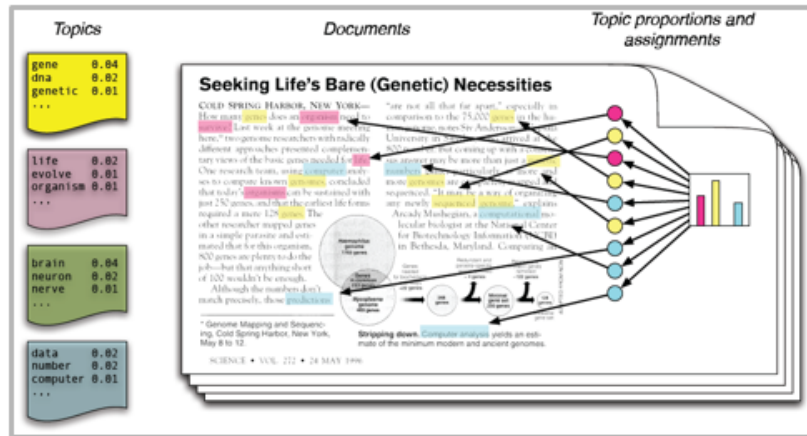 Topics
Documents
Topic proportions and
assignments
gene 0.04
dna 0.02
genetic 0.01
...
life 0.02
evolve 0.01
organism 0.01
...
brain 0.04
neuron 0.02
nerve 0.01
...
data 0.02
number 0.02
computer 0.01
...
Seeking Life's Bare (Genetic) Necessities
COLD SPRING HARBOR, NEW YORK—
How many genes does an organism need to
survive? Last week at the genome meeting
here,* two genome researchers with radically
different approaches presented complemen-
tary views of the basic genes needed for life.
One research team, using computer analy-
ses to compare known genomes, concluded
that today's organisms can be sustained with
just 250 genes, and that the earliest life forms
required a mere 128 genes. The
other researcher mapped genes
in a simple parasite and esti-
mated that for this organism,
800 genes are plenty to do the
job—but that anything short
of 100 wouldn't be enough.
Although the numbers don't
match precisely, those predictions
* Genome Mapping and Sequenc-
ing, Cold Spring Harbor, New York,
May 8 to 12.
"are not all that far apart," especially in
comparison to the 75,000 genes in the hu-
notes Siv Andersson
University in arrived at the
800 number. But coming up with a
answer may be more than just a
numbers particularly more and
more genomes are
sequenced. "It may be a way of organizing
any newly sequenced genome," explains
Arcady Mushegian, a computational mo-
lecular biologist at the National Center
for Biotechnology Information (NCBI)
in Bethesda, Maryland. Comparing an
Haemophilus
genome
1703 genes
Mycoplasma
genome
469 genes
Stripping down. Computer analysis yields an esti-
mate of the minimum modern and ancient genomes.
SCIENCE • VOL. 272 • 24 MAY 1996